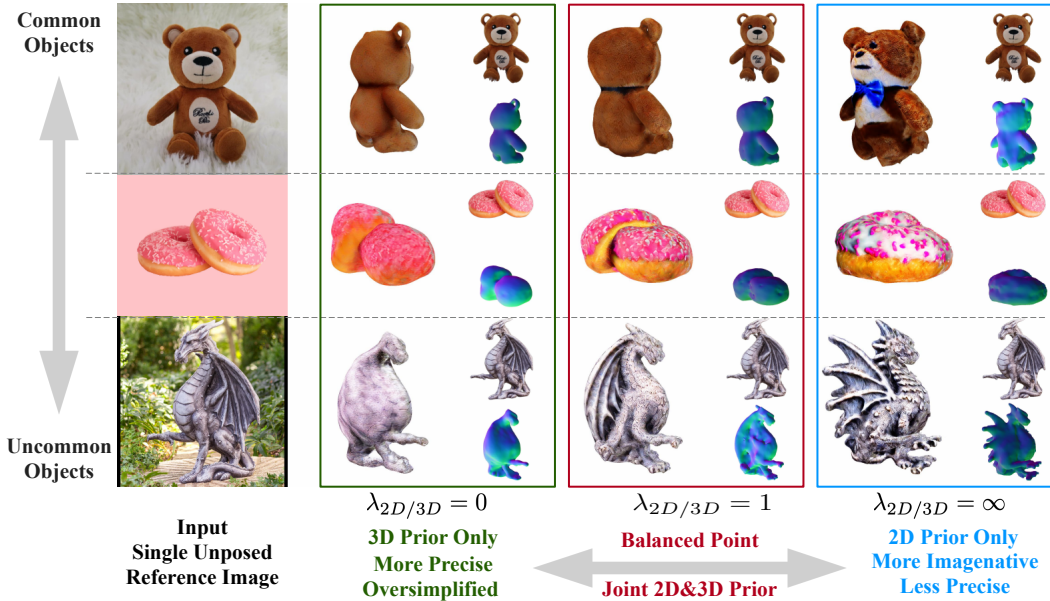 Common
Objects
Uncommon
Objects
λ2D/3D = 0
λ2D/3D = 1
λ2D/3D = ∞
Input
Single Unposed
Reference Image
3D Prior Only
More Precise
Oversimplified
Balanced Point
Joint 2D&3D Prior
2D Prior Only
More Imagenative
Less Precise